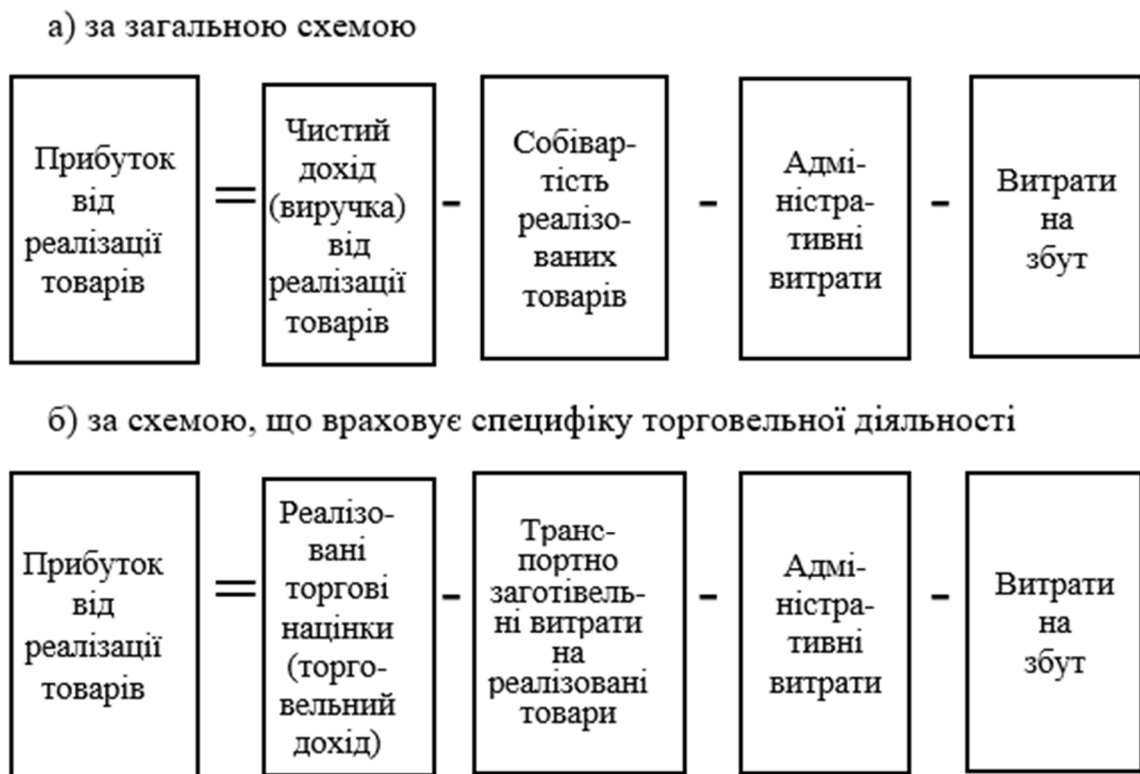 а) за загальною схемою
Прибуток
від
реалізації
товарів
=
Чистий
дохід
(виручка)
від
реалізації
товарів
-
Собівар-
тість
реалізо-
ваних
товарів
-
Адмі-
ністра-
тивні
витрати
-
Витрати
на
збут
б) за схемою, що враховує специфіку торговельної діяльності
Прибуток
від
реалізації
товарів
=
Реалізо-
вані
торгові
націнки
(торго-
вельний
дохід)
-
Транс-
портно
заготівель-
ні витрати
на
реалізовані
товари
-
Адмі-
ністра-
тивні
витрати
-
Витрати
на
збут